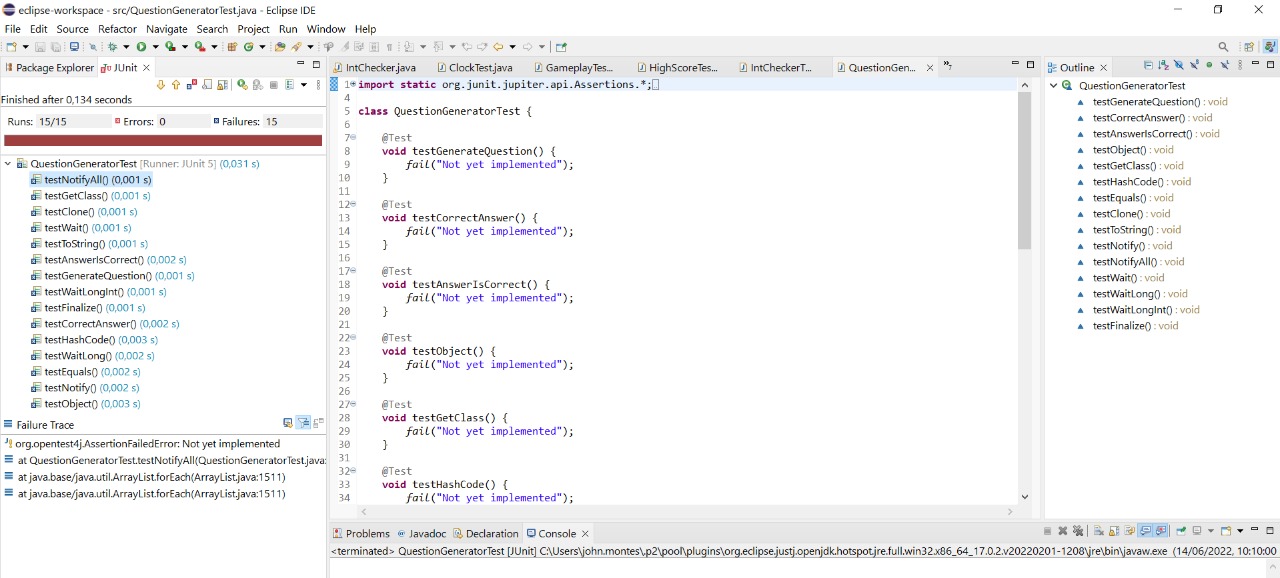 eclipse-workspace - src/QuestionGeneratorTest.java - Eclipse IDE
File Edit Source Refactor Navigate Search Project Run Window Help
Package Explorer JUnit
Finished after 0,134 seconds
Runs: 15/15 Errors: 0 Failures: 15
QuestionGeneratorTest [Runner: JUnit 5] (0,031 s)
testNotifyAll() (0,001 s)
testGetClass() (0,001 s)
testClone() (0,001 s)
testWait() (0,001 s)
testToString() (0,001 s)
testAnswerIsCorrect() (0,002 s)
testGenerateQuestion() (0,001 s)
testWaitLongInt() (0,001 s)
testFinalize() (0,001 s)
testCorrectAnswer() (0,002 s)
testHashCode() (0,003 s)
testWaitLong() (0,002 s)
testEquals() (0,002 s)
testNotify() (0,002 s)
testObject() (0,003 s)
Failure Trace
org.opentest4j.AssertionFailedError: Not yet implemented
at QuestionGeneratorTest.testNotifyAll(QuestionGeneratorTest.java:
at java.base/java.util.ArrayList.forEach(ArrayList.java:1511)
at java.base/java.util.ArrayList.forEach(ArrayList.java:1511)
IntChecker.java ClockTest.java GameplayTes... HighScoreTes... IntCheckerT... QuestionGen... »7
1 import static org.junit.jupiter.api.Assertions.*;
4
5 class QuestionGeneratorTest {
6
7 @Test
8 void testGenerateQuestion() {
9 fail("Not yet implemented");
10 }
11
12 @Test
13 void testCorrectAnswer() {
14 fail("Not yet implemented");
15 }
16
17 @Test
18 void testAnswerIsCorrect() {
19 fail("Not yet implemented");
20 }
21
22 @Test
23 void testObject() {
24 fail("Not yet implemented");
25 }
26
27 @Test
28 void testGetClass() {
29 fail("Not yet implemented");
30 }
31
32 @Test
33 void testHashCode() {
34 fail("Not yet implemented");
Problems Javadoc Declaration Console
<terminated> QuestionGeneratorTest [JUnit] C:\Users\john.montes\.p2\pool\plugins\org.eclipse.justj.openjdk.hotspot.jre.full.win32.x86_64_17.0.2.v20220201-1208\jre\bin\javaw.exe (14/06/2022, 10:10:00
Outline
QuestionGeneratorTest
testGenerateQuestion() : void
testCorrectAnswer() : void
testAnswerIsCorrect() : void
testObject() : void
testGetClass() : void
testHashCode() : void
testEquals() : void
testClone() : void
testToString() : void
testNotify() : void
testNotifyAll() : void
testWait() : void
testWaitLong() : void
testWaitLongInt() : void
testFinalize() : void